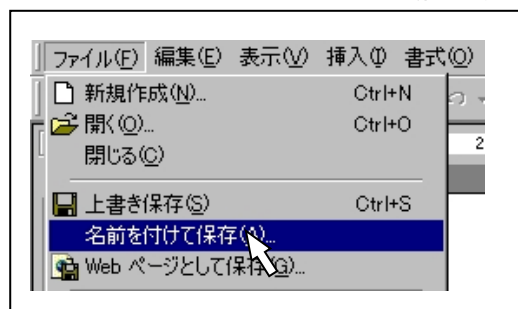 ファイル(F) 編集(E) 表示(V) 挿入(I) 書式(O)
新規作成(N)... Ctrl+N
開く(O)... Ctrl+O
2
閉じる(C)
上書き保存(S) Ctrl+S
名前を付けて保存(A)...
Web ページとして保存(G)...